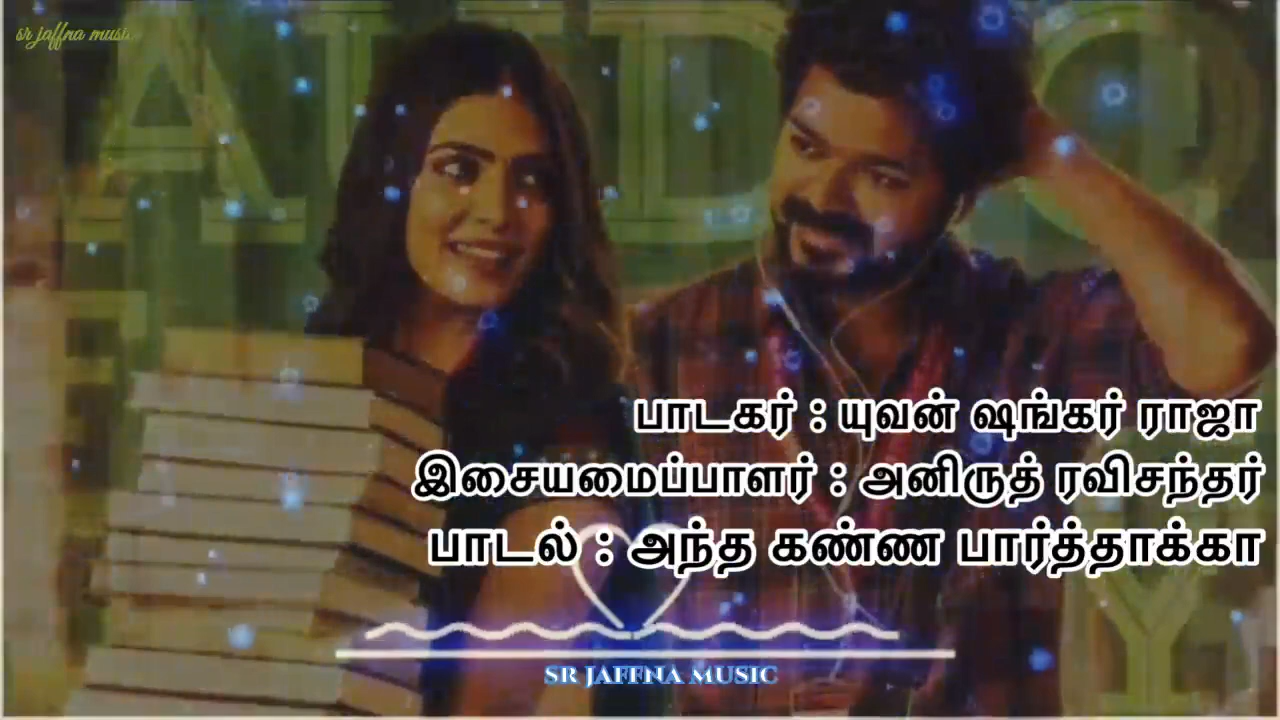 sr jaffna music
பாடகர் : யுவன் ஷங்கர் ராஜா
இசையமைப்பாளர் : அனிருத் ரவிசந்தர்
பாடல் : அந்த கண்ண பார்த்தாக்கா
SR JAFFNA MUSIC